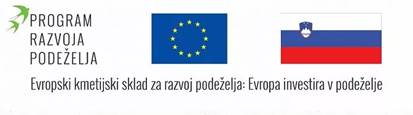 PROGRAM
RAZVOJA
PODEŽELJA
Evropski kmetijski sklad za razvoj podeželja: Evropa investira v podeželje